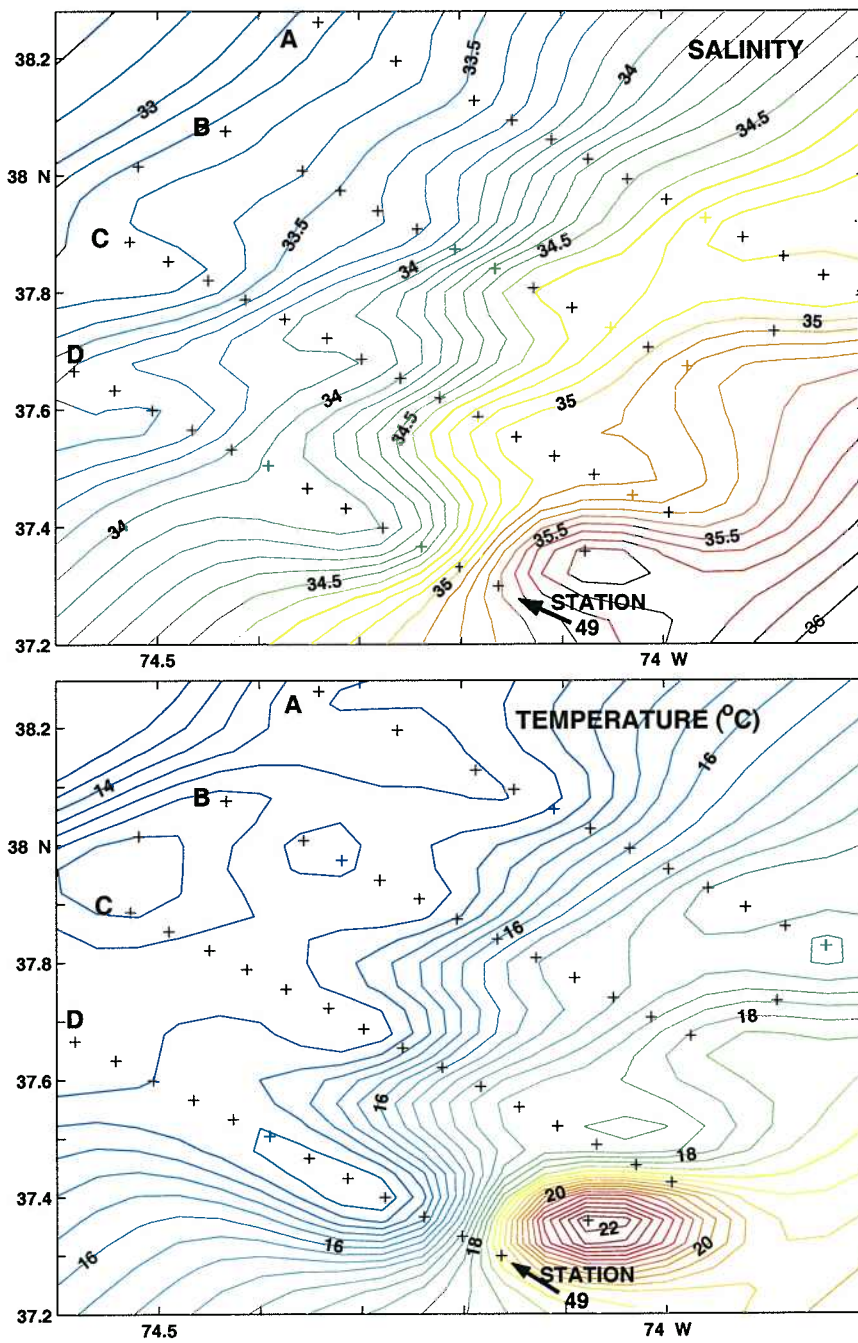 A
38.2
33.5
SALINITY
34
33
B
34.5
38 N
C
33.5
34.5
34
37.8
35
D
34
35
37.6
34.5
37.4
34
35.5
35.5
34.5
35
STATION
49
36
37.2
74.5
74 W
A
TEMPERATURE (°C)
38.2
16
14
B
38 N
C
16
37.8
D
18
37.6
16
18
37.4
20
22
16
18
20
16
STATION
49
37.2
74.5
74 W